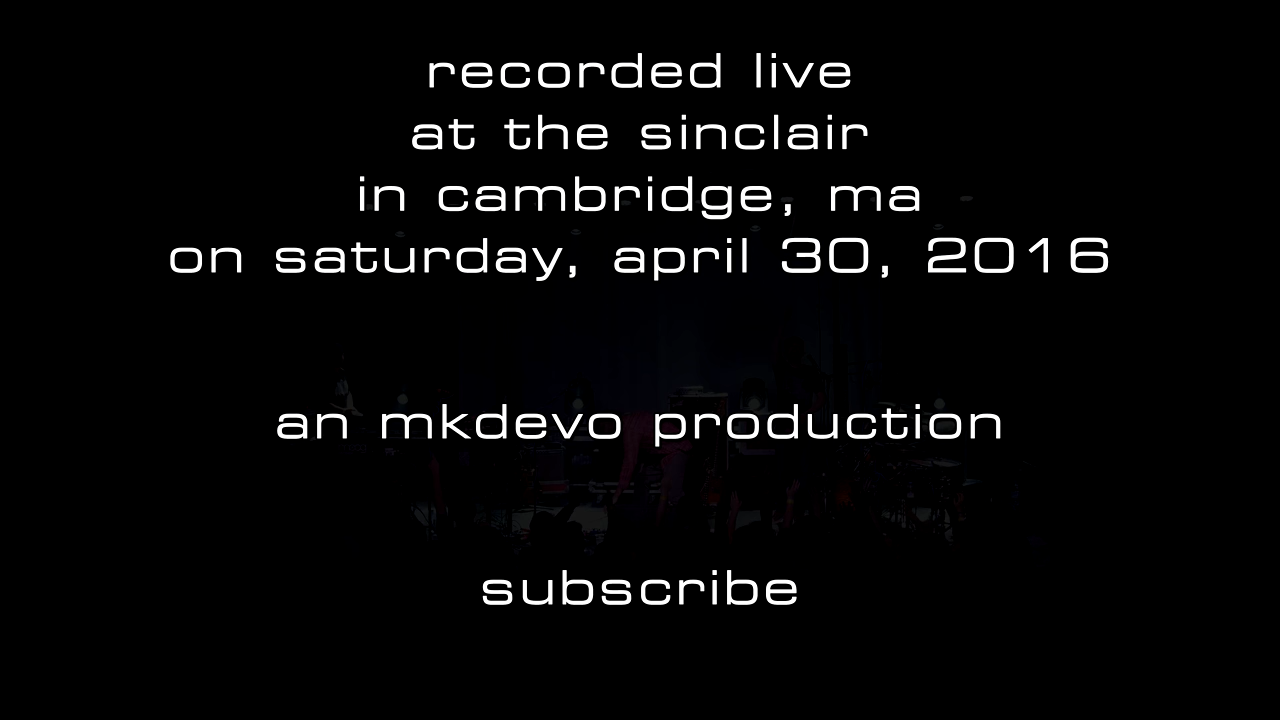 recorded live
at the sinclair
in cambridge, ma
on saturday, april 30, 2016
an mkdevo production
subscribe